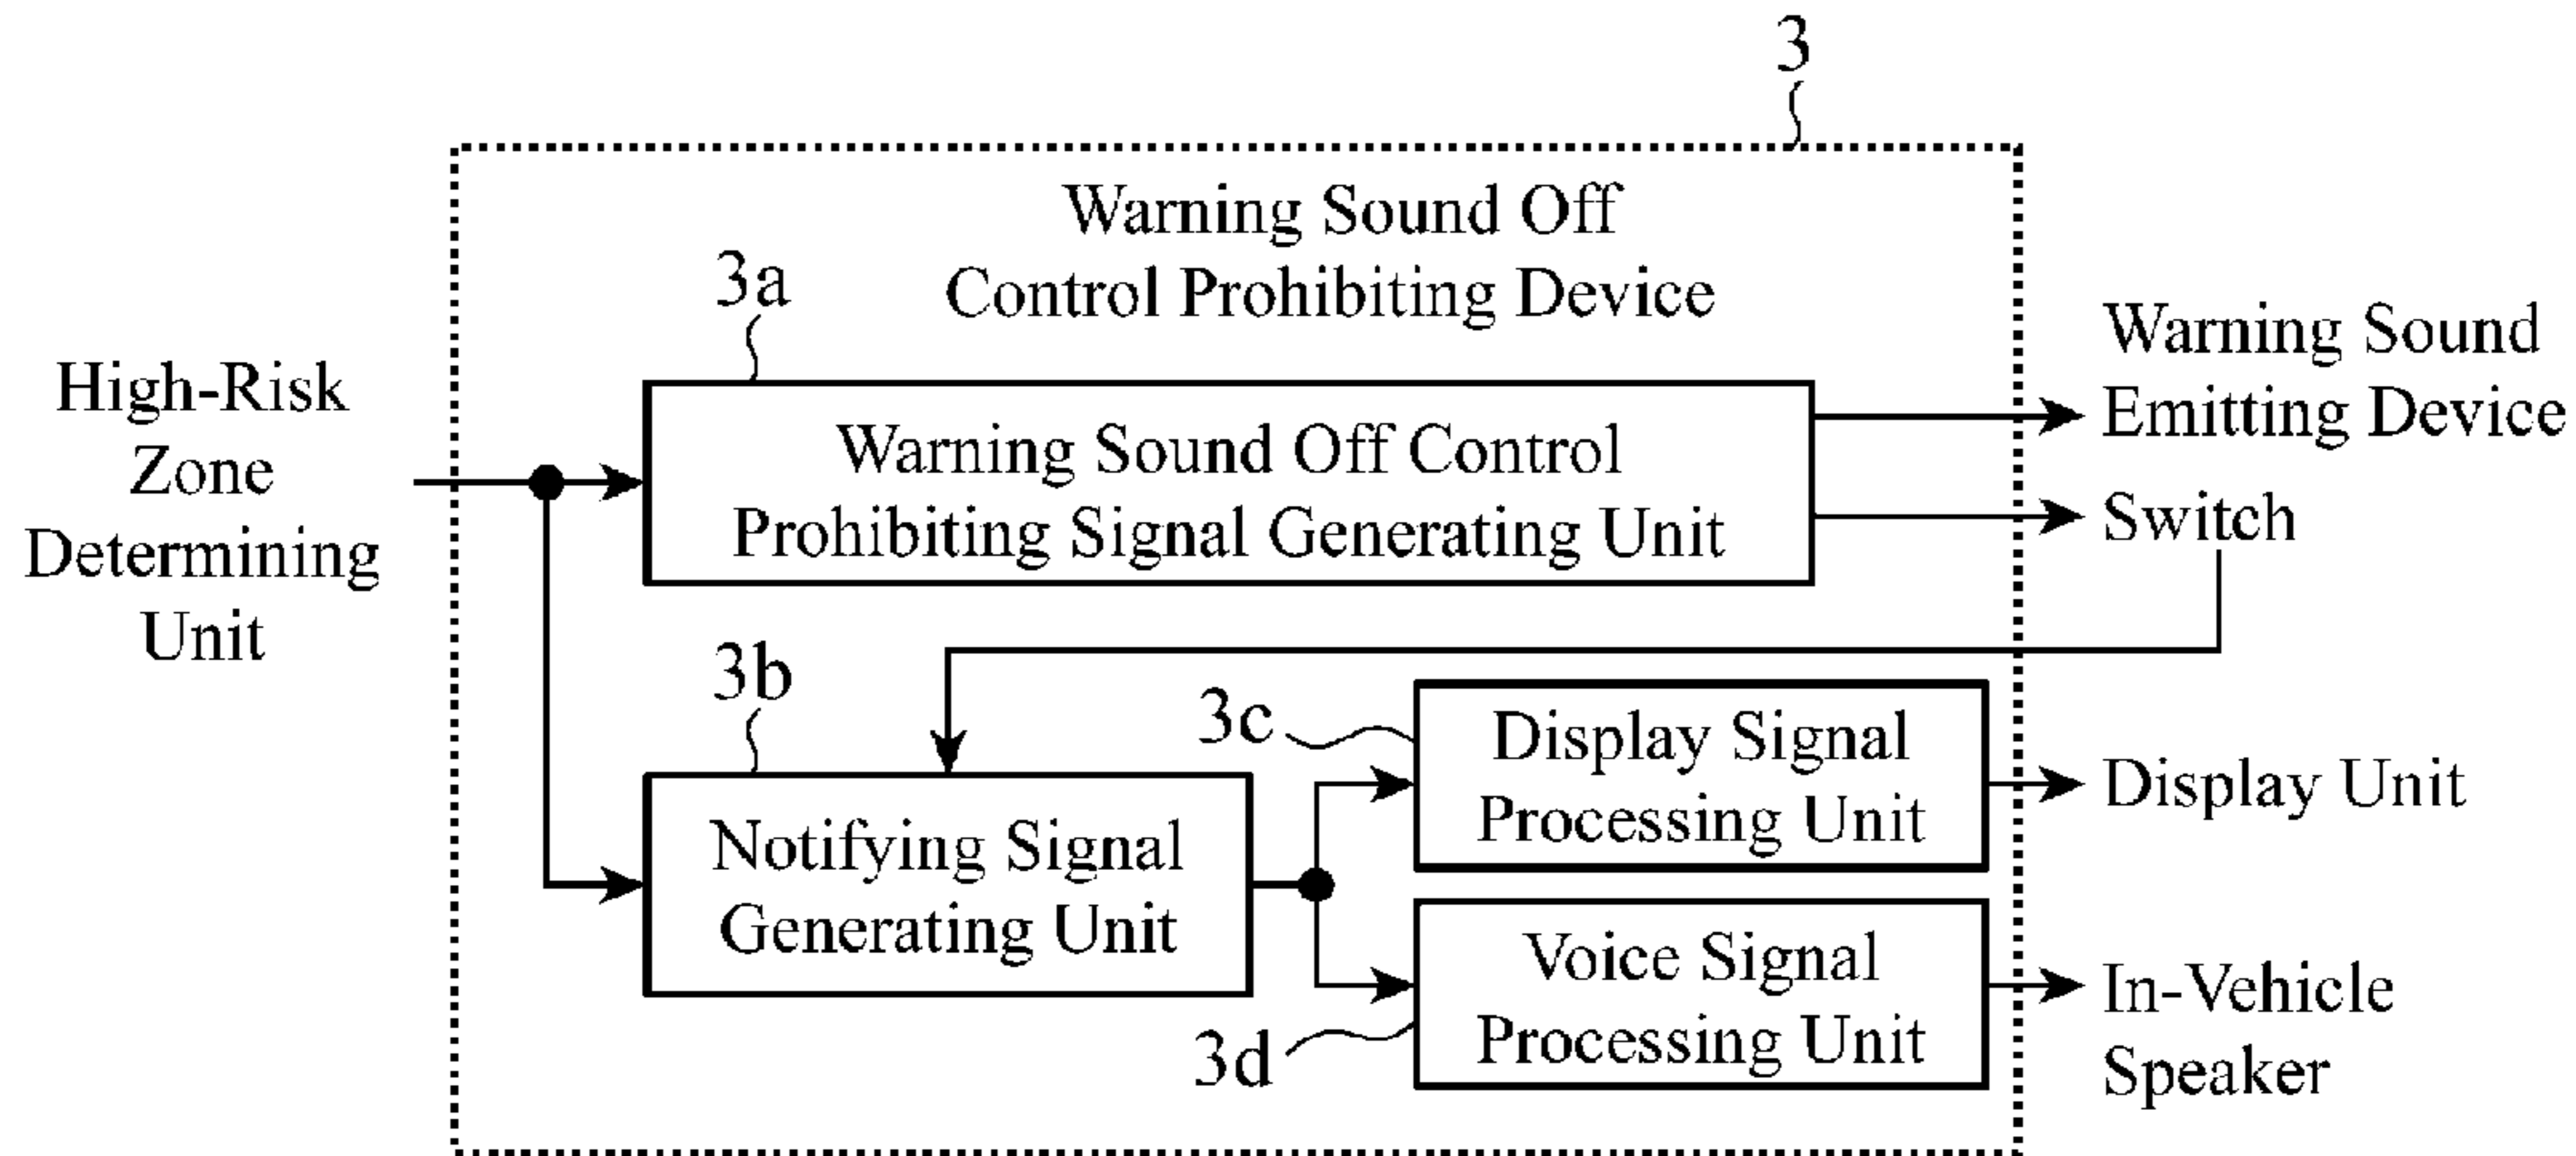 3
Warning Sound Off
Control Prohibiting Device
3a
High-Risk
Zone
Determining
Unit
Warning Sound Off Control
Prohibiting Signal Generating Unit
Warning Sound
Emitting Device
Switch
3b
Notifying Signal
Generating Unit
3c
Display Signal
Processing Unit
Display Unit
3d
Voice Signal
Processing Unit
In-Vehicle
Speaker